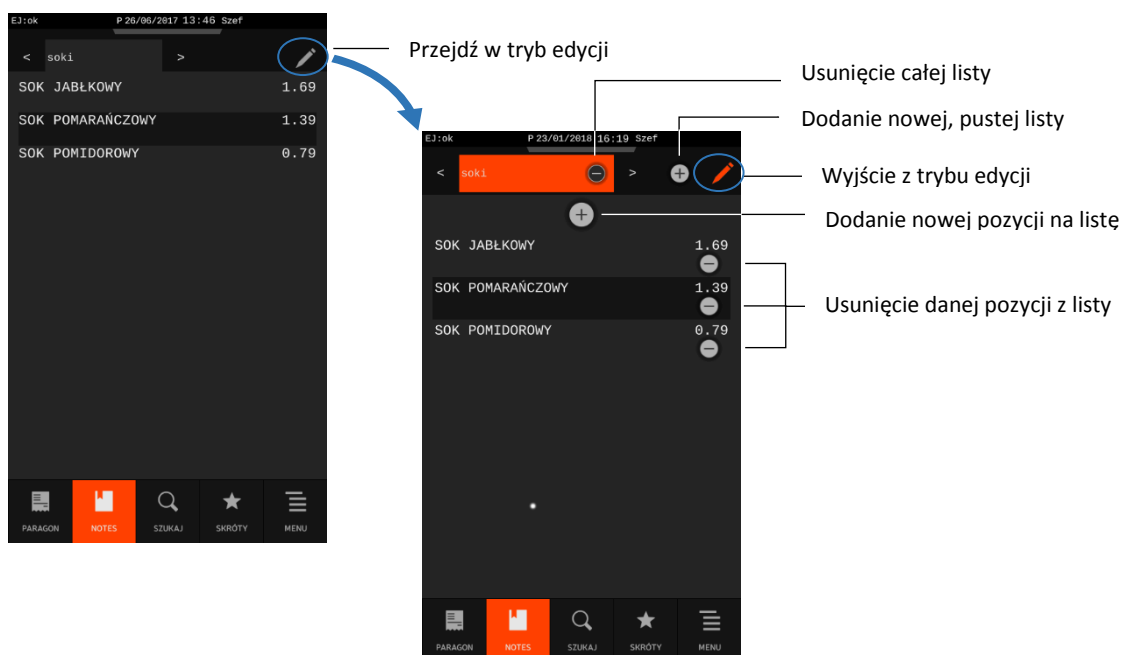 EJ:ok P 26/06/2017 13:46 Szef
< soki >
SOK JABŁKOWY 1.69
SOK POMARAŃCZOWY 1.39
SOK POMIDOROWY 0.79
PARAGON NOTES SZUKAJ SKRÓTY MENU
Przejdź w tryb edycji
Usunięcie całej listy
Dodanie nowej, pustej listy
Wyjście z trybu edycji
Dodanie nowej pozycji na listę
Usunięcie danej pozycji z listy
EJ:ok P 23/01/2018 16:19 Szef
< soki >
SOK JABŁKOWY 1.69
SOK POMARAŃCZOWY 1.39
SOK POMIDOROWY 0.79
PARAGON NOTES SZUKAJ SKRÓTY MENU